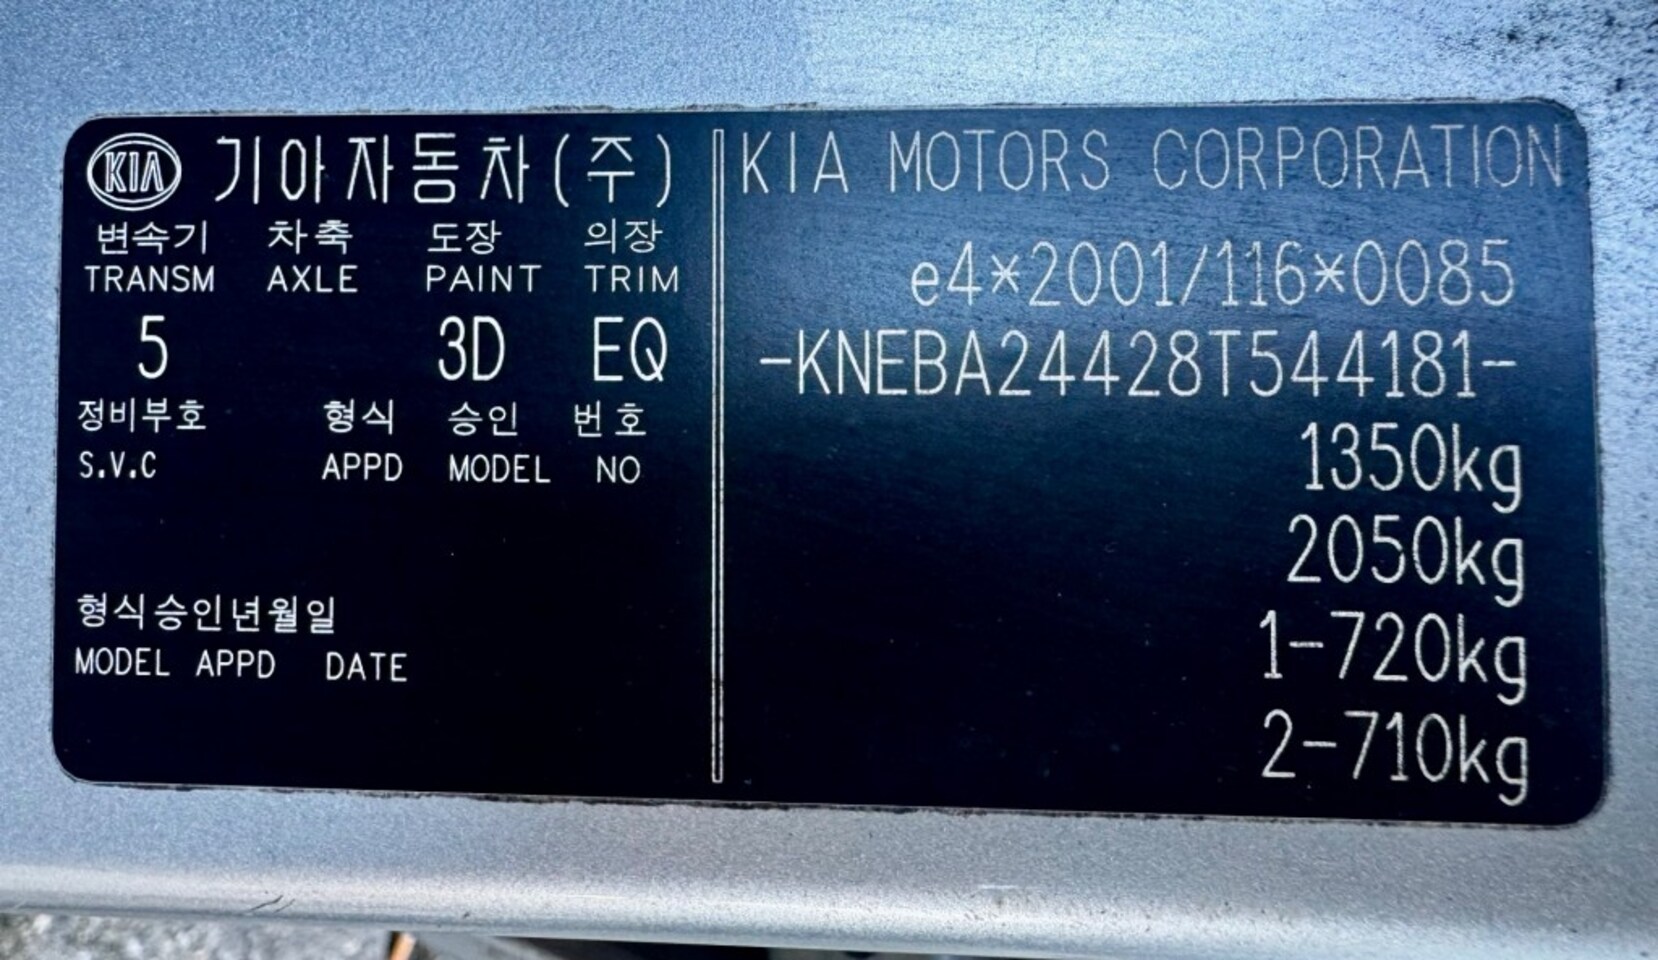 KIA 기아자동차(주)
변속기 차축 도장 의장
TRANSM AXLE PAINT TRIM
5 3D EQ
정비부호 형식 승인 번호
S.V.C APPD MODEL NO
형식승인년월일
MODEL APPD DATE
KIA MOTORS CORPORATION
e4*2001/116*0085
-KNEBA24428T544181-
1350kg
2050kg
1-720kg
2-710kg